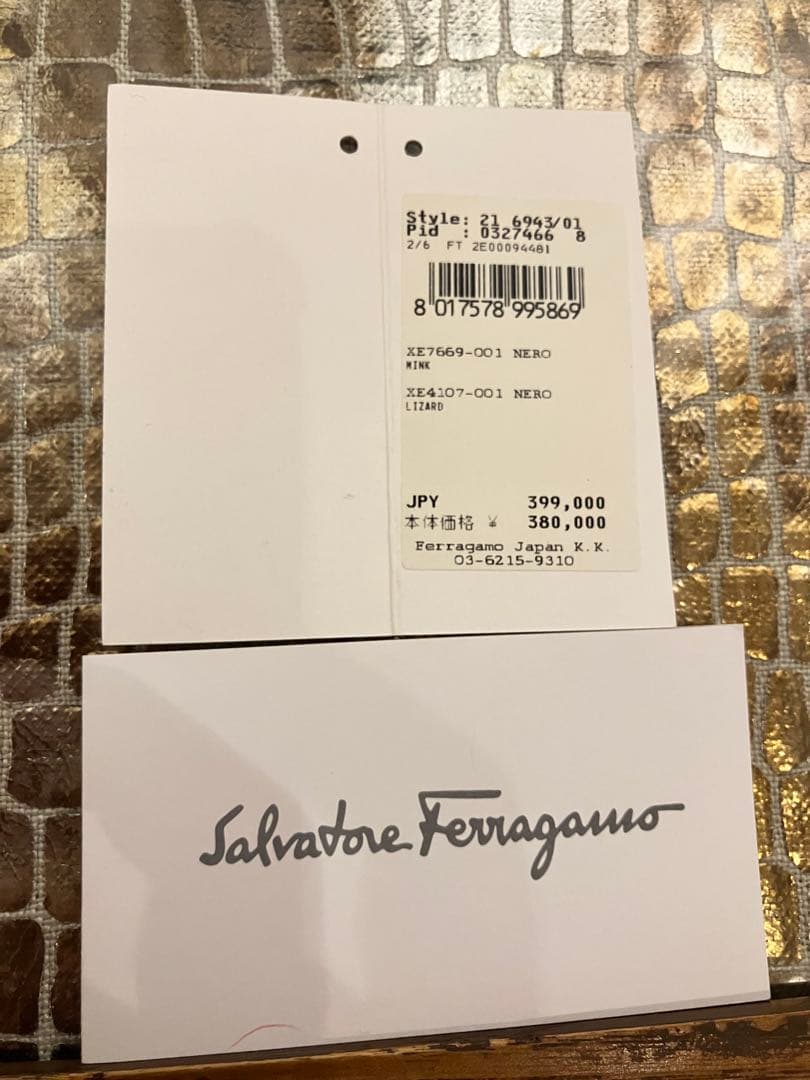 Style: 21 6943/01
Pid : 0327466 8
2/6 FT 2E00094481
8 017578 995869
XE7669-001 NERO
MINK
XE4107-001 NERO
LIZARD
JPY 399,000
本体価格 ¥ 380,000
Ferragamo Japan K.K.
03-6215-9310
Salvatore Ferragamo